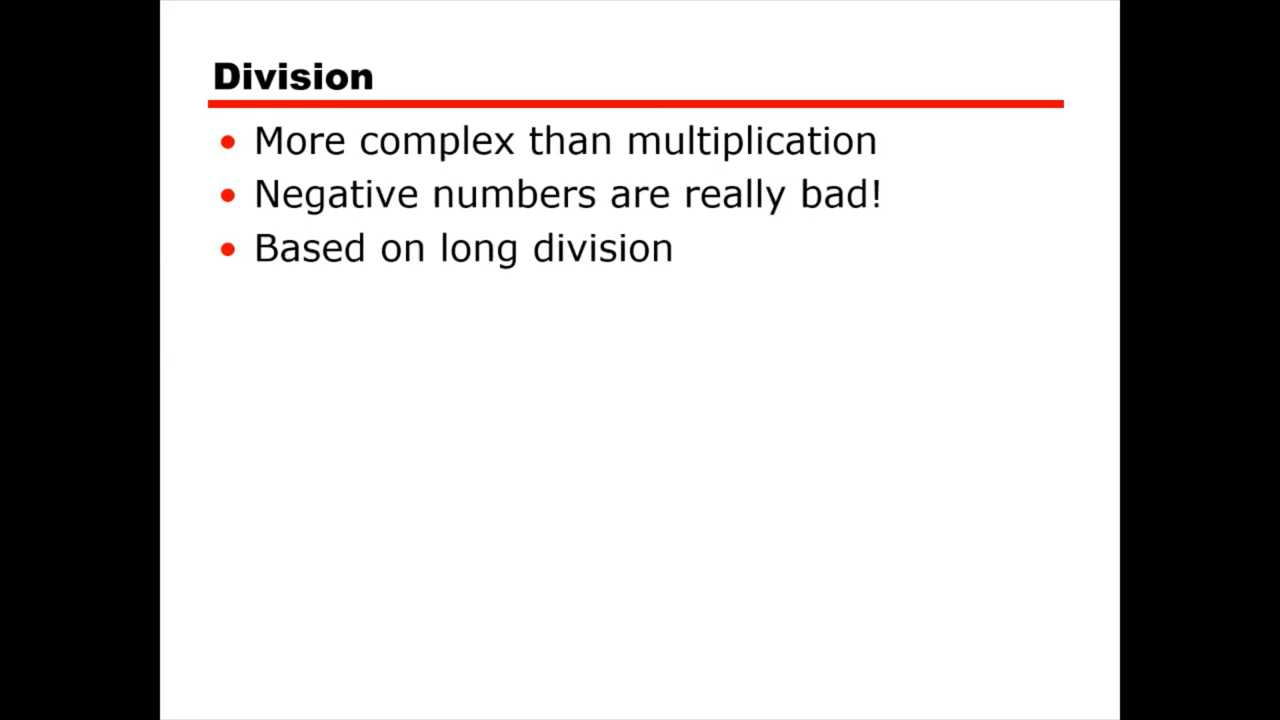 Division
• More complex than multiplication
• Negative numbers are really bad!
• Based on long division